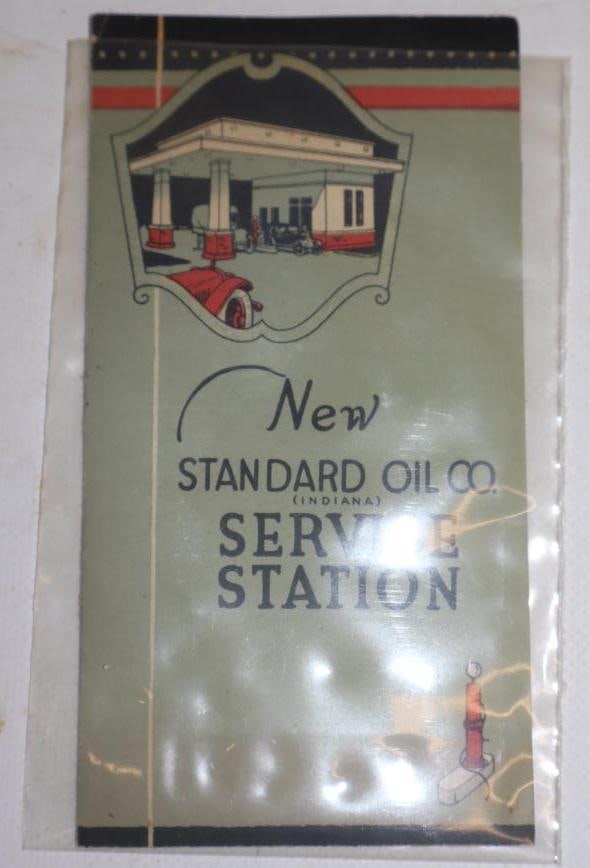 New
STANDARD OIL CO.
(INDIANA)
SERVICE
STATION